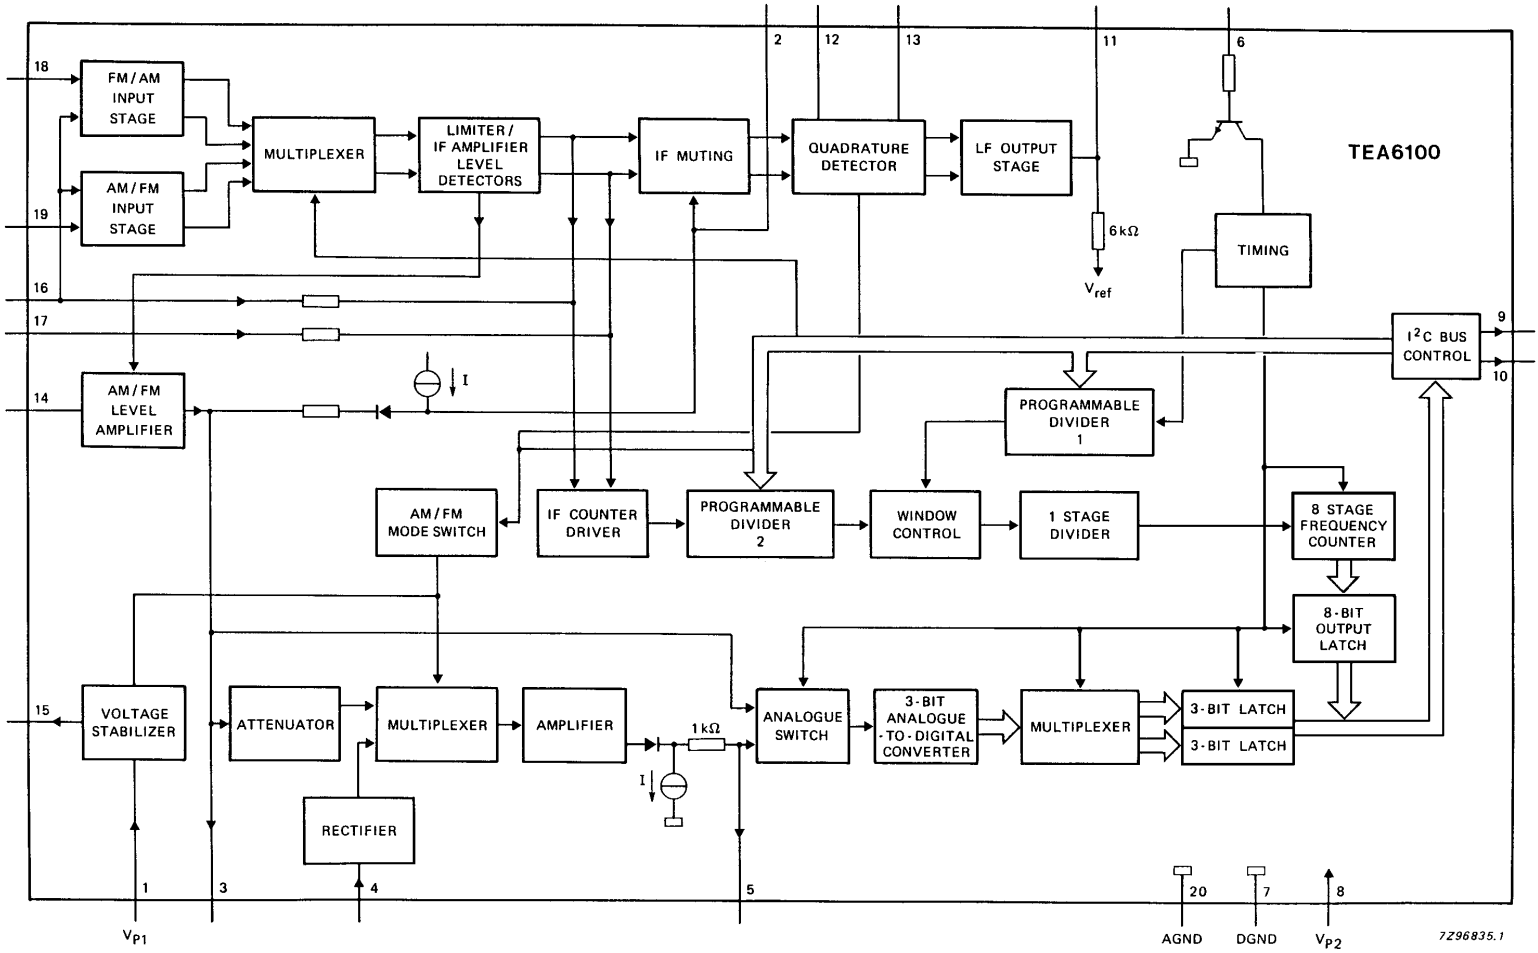 2
12
13
11
6
18
FM/AM
INPUT
STAGE
MULTIPLEXER
LIMITER/
IF AMPLIFIER
LEVEL
DETECTORS
IF MUTING
QUADRATURE
DETECTOR
LF OUTPUT
STAGE
TEA6100
AM/FM
INPUT
STAGE
19
6kΩ
Vref
TIMING
16
17
I²C BUS
CONTROL
9
10
14
AM/FM
LEVEL
AMPLIFIER
I
PROGRAMMABLE
DIVIDER
1
AM/FM
MODE SWITCH
IF COUNTER
DRIVER
PROGRAMMABLE
DIVIDER
2
WINDOW
CONTROL
1 STAGE
DIVIDER
8 STAGE
FREQUENCY
COUNTER
8-BIT
OUTPUT
LATCH
15
VOLTAGE
STABILIZER
ATTENUATOR
MULTIPLEXER
AMPLIFIER
1kΩ
I
ANALOGUE
SWITCH
3-BIT
ANALOGUE
-TO-DIGITAL
CONVERTER
MULTIPLEXER
3-BIT LATCH
3-BIT LATCH
RECTIFIER
1
3
4
5
20
7
8
VP1
AGND
DGND
VP2
7Z96835.1